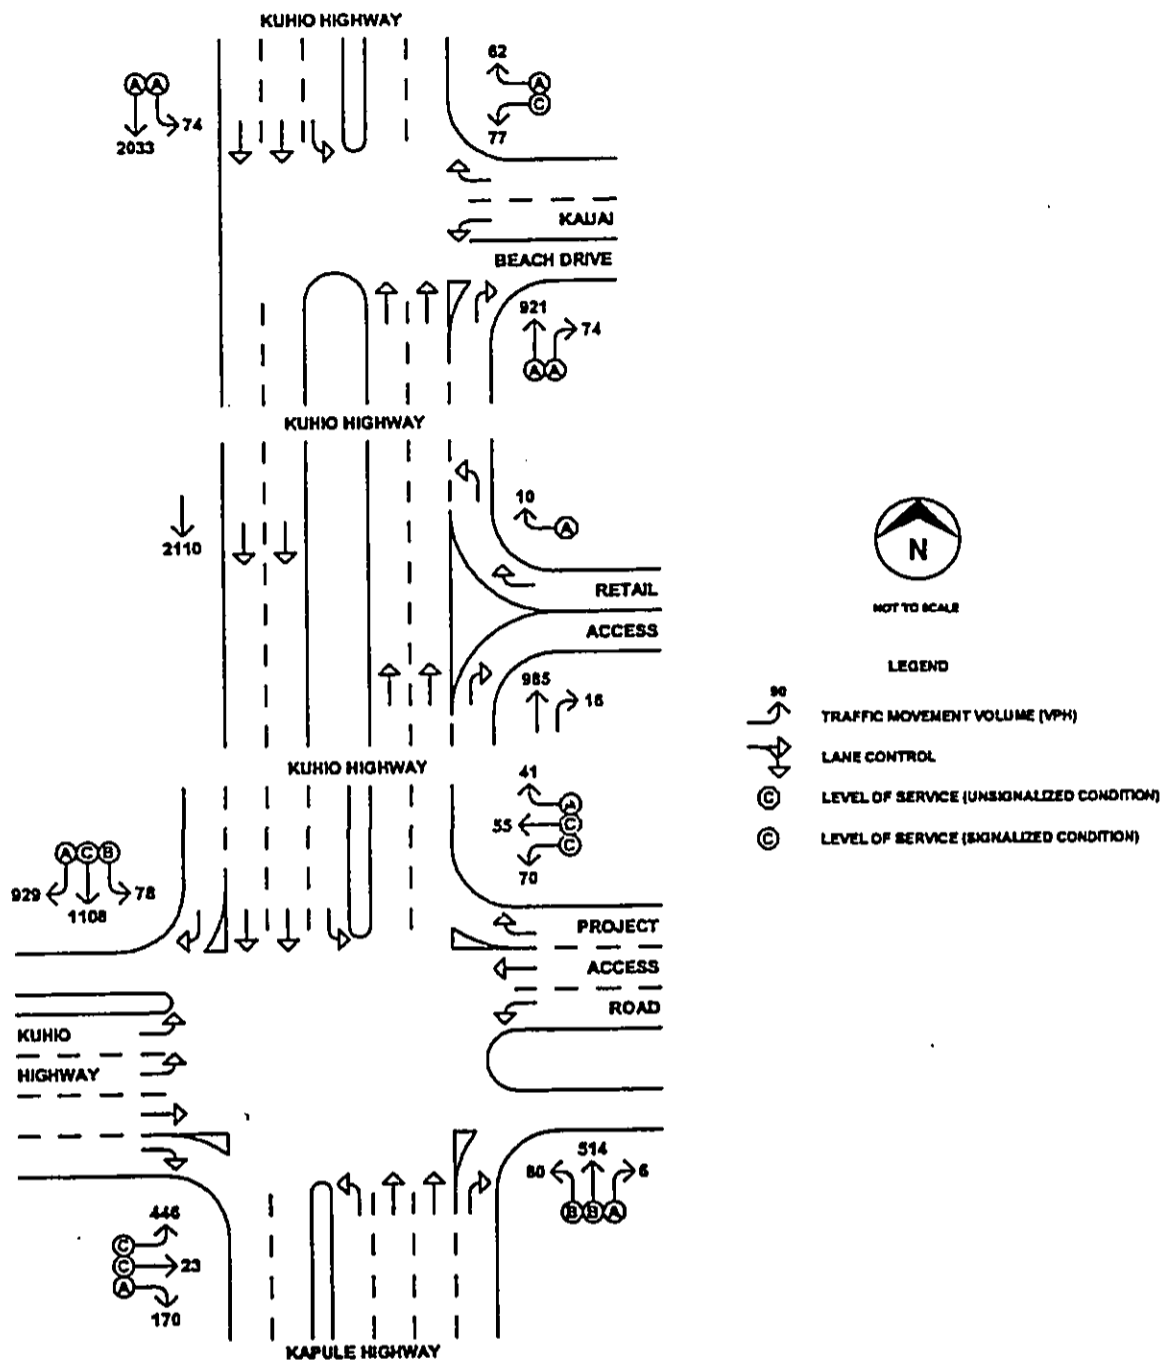 KUHIO HIGHWAY
62
A
C
77
A A
74
2033
KAUAI
BEACH DRIVE
921
74
A A
KUHIO HIGHWAY
2110
10
A
RETAIL
ACCESS
985
16
N
NOT TO SCALE
LEGEND
90
TRAFFIC MOVEMENT VOLUME (VPH)
LANE CONTROL
C LEVEL OF SERVICE (UNSIGNALIZED CONDITION)
C LEVEL OF SERVICE (SIGNALIZED CONDITION)
KUHIO HIGHWAY
41
A
55 C
C
70
A C B
929
1108
78
PROJECT
ACCESS
ROAD
KUHIO
HIGHWAY
80
514
6
B B A
446
C
C 23
A
170
KAPULE HIGHWAY